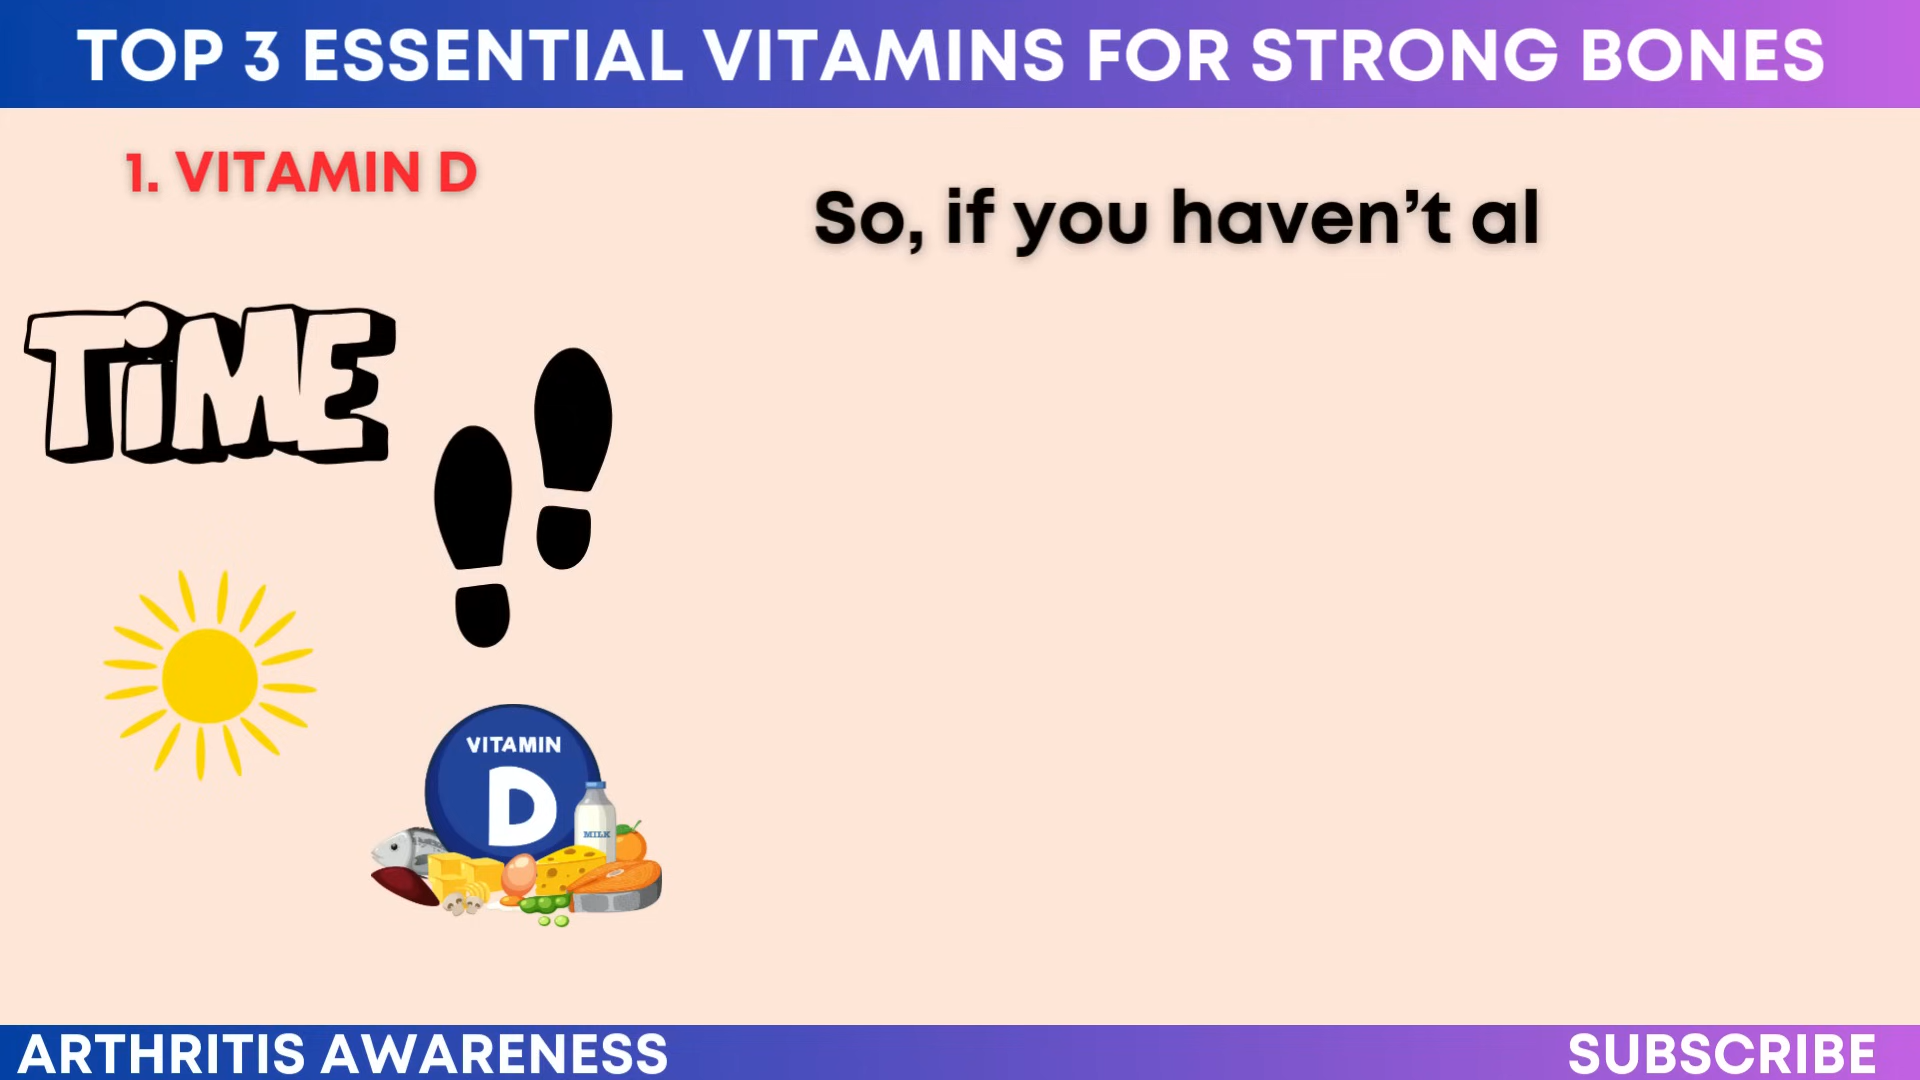 TOP 3 ESSENTIAL VITAMINS FOR STRONG BONES
1. VITAMIN D
So, if you haven’t al
TiME
VITAMIN
D
MILK
ARTHRITIS AWARENESS
SUBSCRIBE